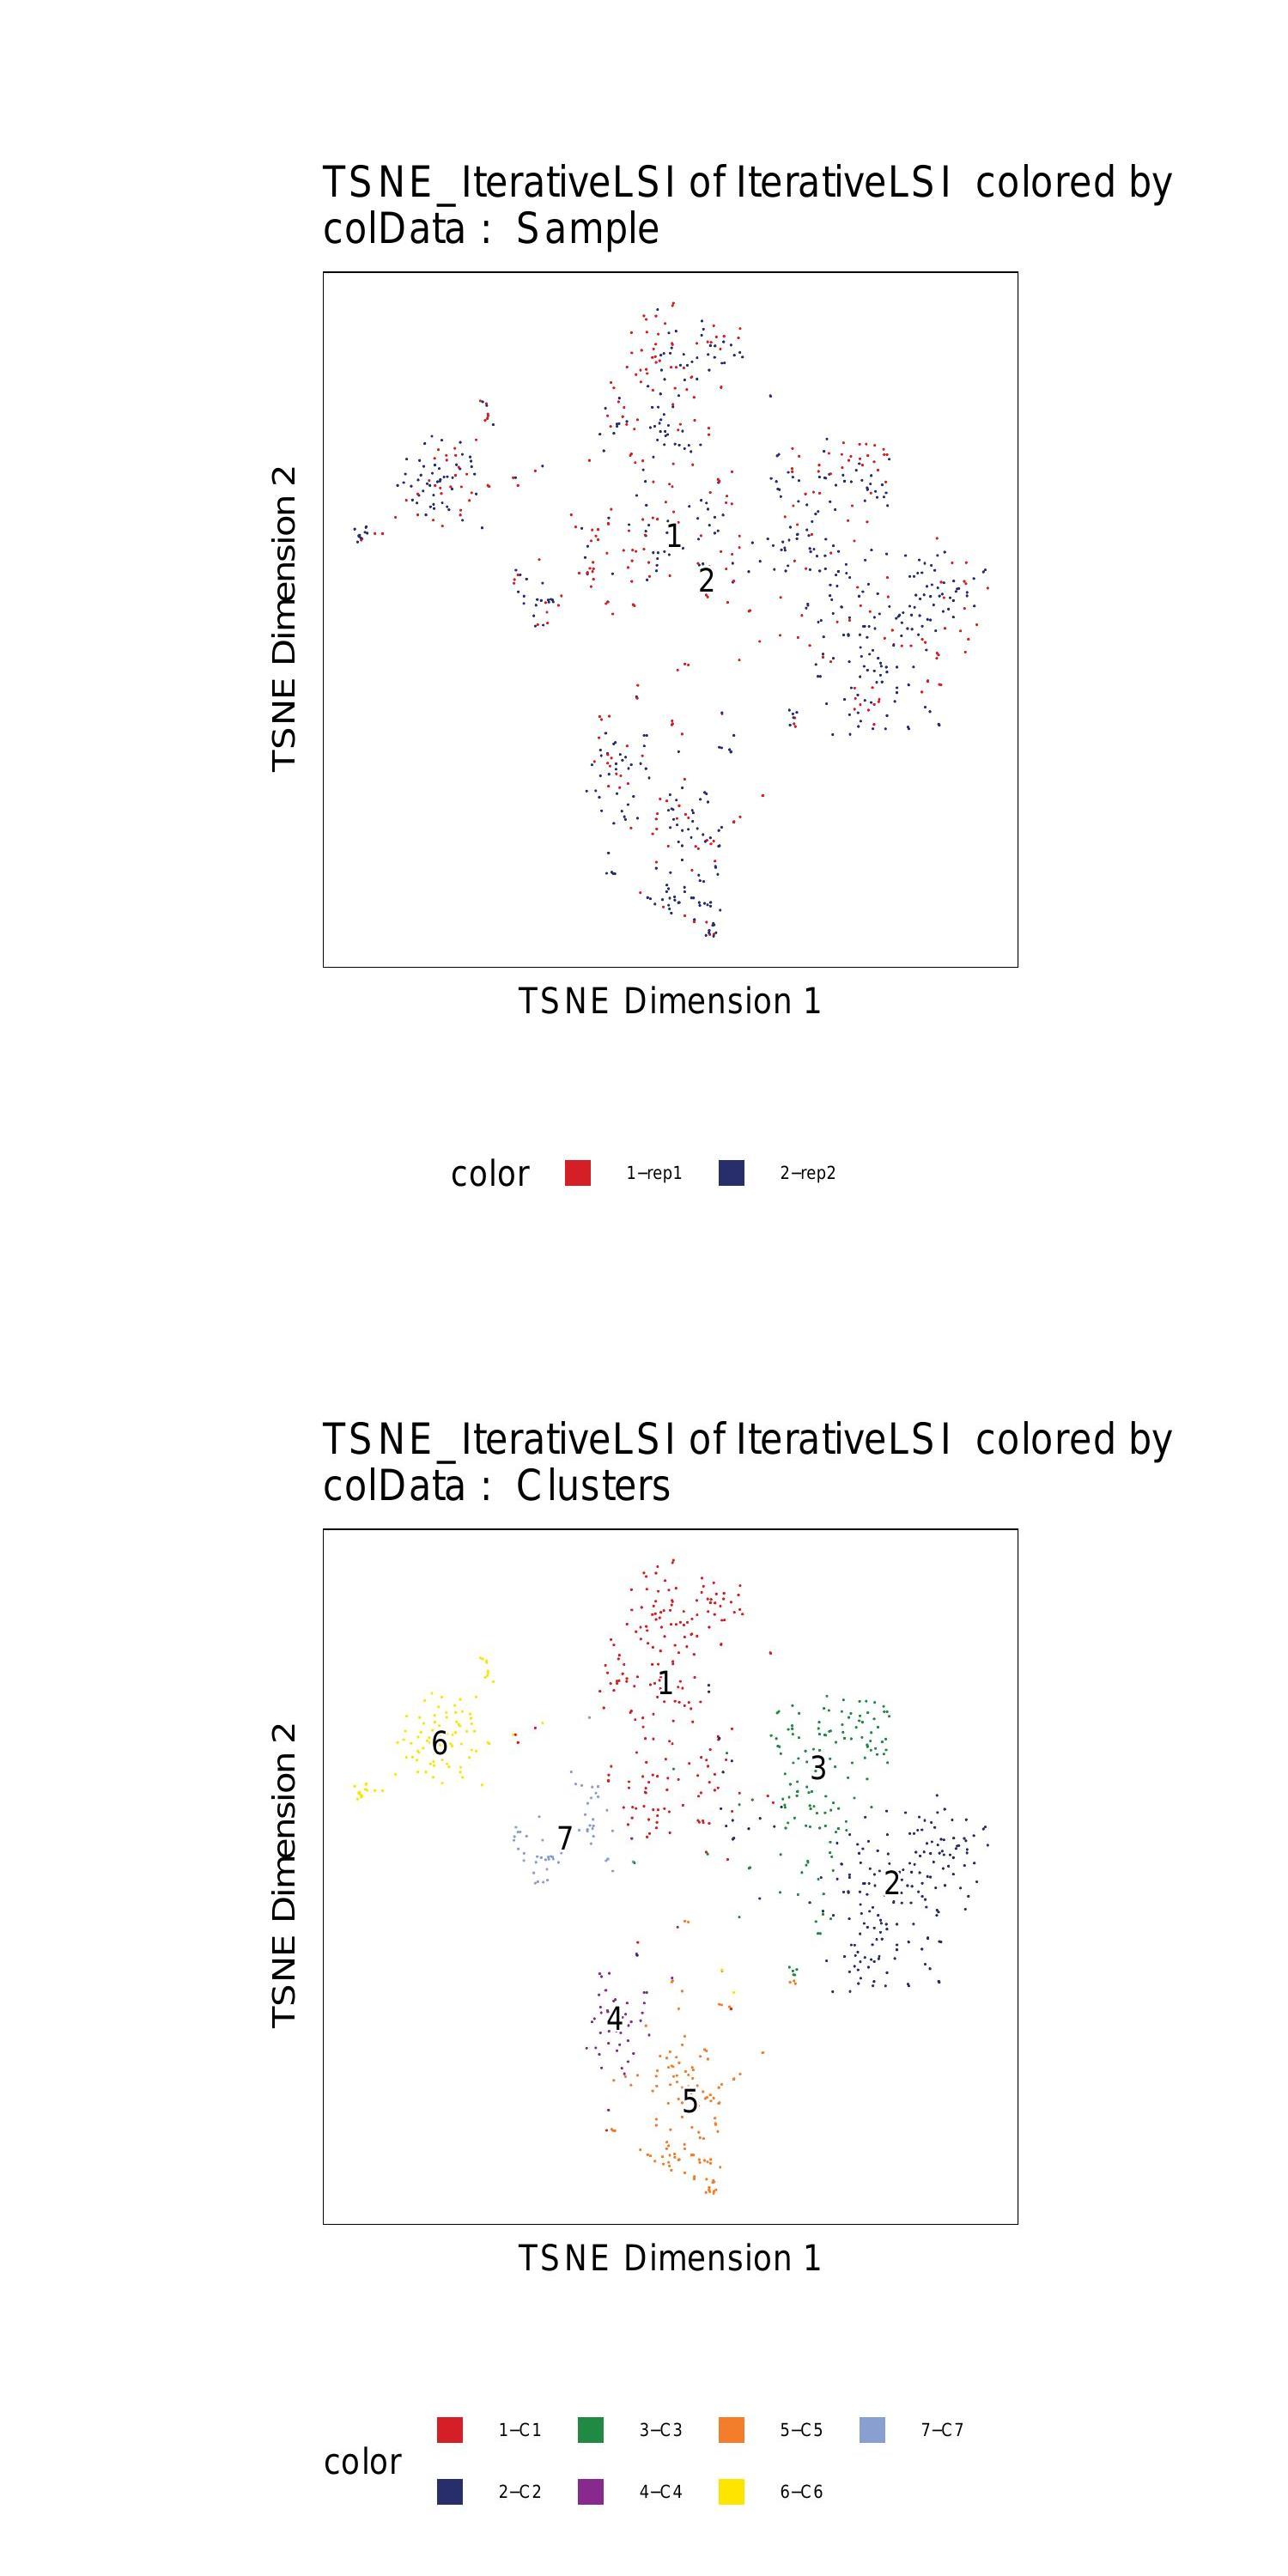 TSNE_IterativeLSI of IterativeLSI colored by
colData : Sample
TSNE Dimension 2
1
2
TSNE Dimension 1
color 1-rep1 2-rep2
TSNE_IterativeLSI of IterativeLSI colored by
colData : Clusters
TSNE Dimension 2
1
6
3
7
2
4
5
TSNE Dimension 1
color
1-C1 3-C3 5-C5 7-C7
2-C2 4-C4 6-C6